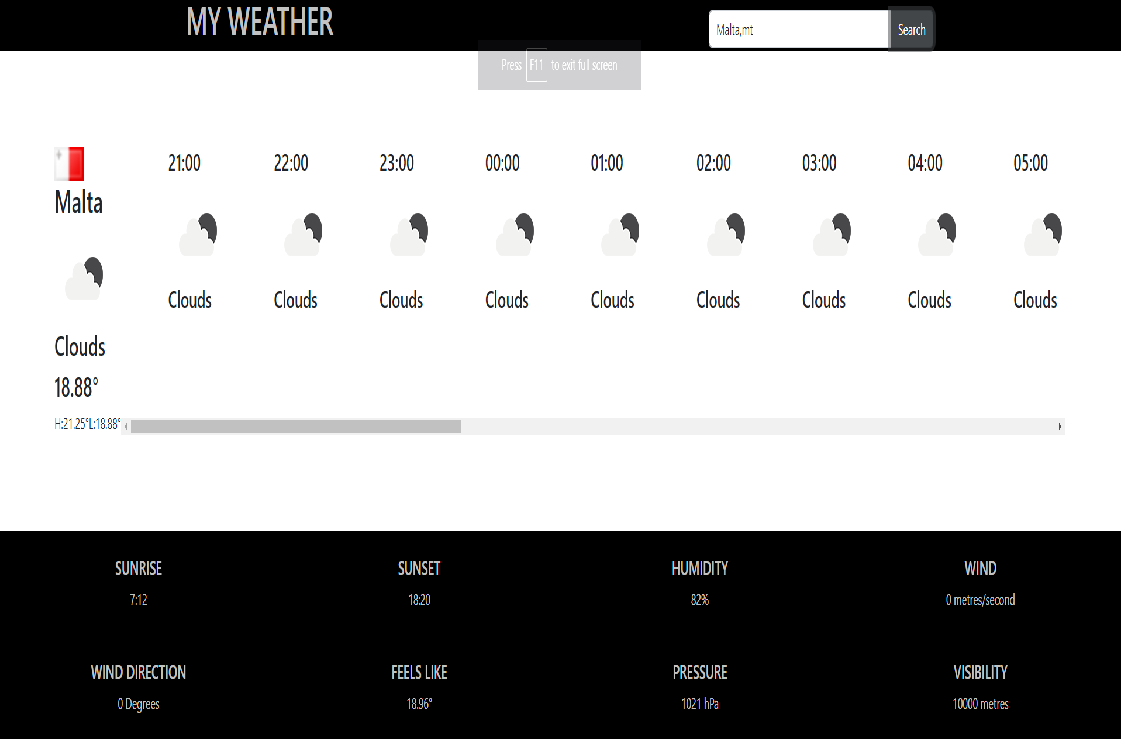 MY WEATHER
Malta,mt
Search
Press F11 to exit full screen
Malta
Clouds
18.88°
H:21.25°L:18.88°
21:00 22:00 23:00 00:00 01:00 02:00 03:00 04:00 05:00
Clouds Clouds Clouds Clouds Clouds Clouds Clouds Clouds Clouds
SUNRISE SUNSET HUMIDITY WIND
7:12 18:20 82% 0 metres/second
WIND DIRECTION FEELS LIKE PRESSURE VISIBILITY
0 Degrees 18.96° 1021 hPa 10000 metres